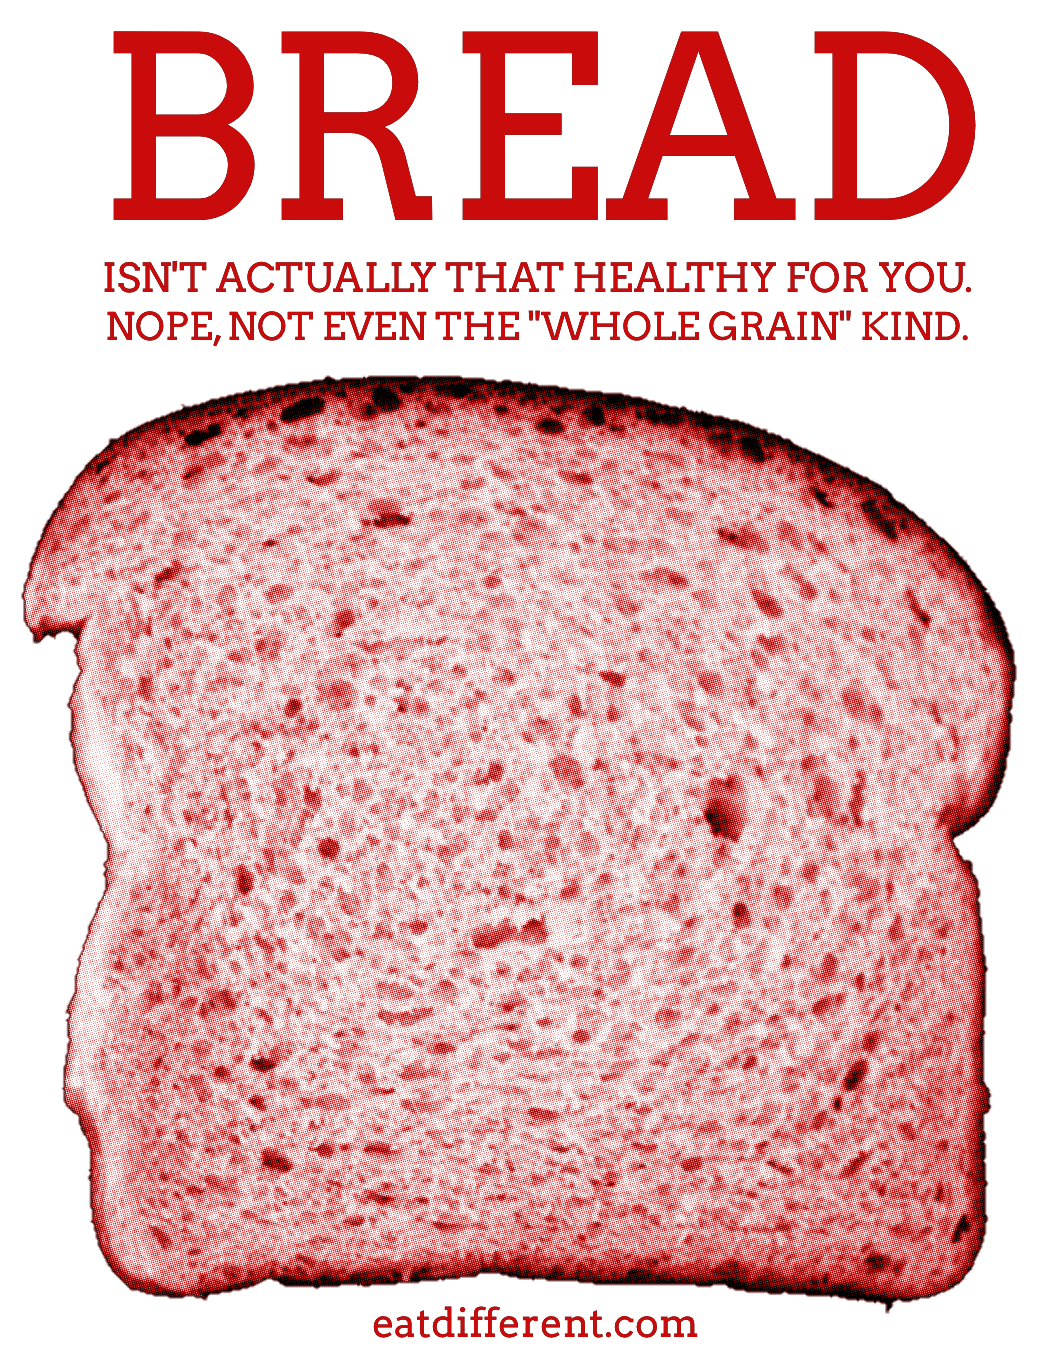 BREAD
ISN'T ACTUALLY THAT HEALTHY FOR YOU.
NOPE, NOT EVEN THE "WHOLE GRAIN" KIND.
eatdifferent.com